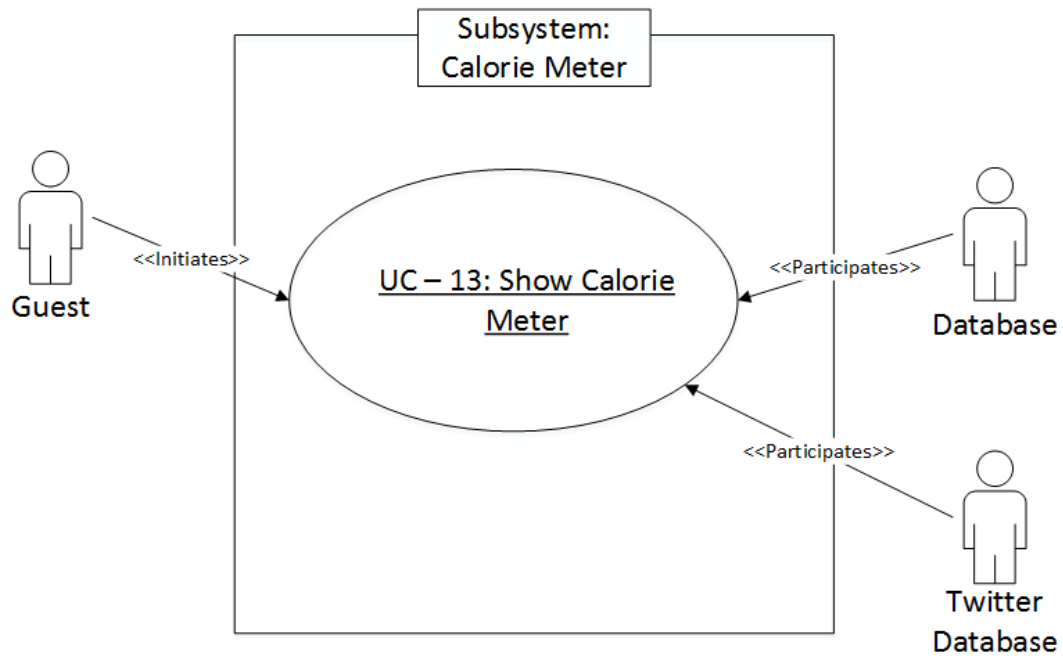 Subsystem:
Calorie Meter
Guest
<<Initiates>>
UC – 13: Show Calorie
Meter
<<Participates>>
Database
<<Participates>>
Twitter
Database